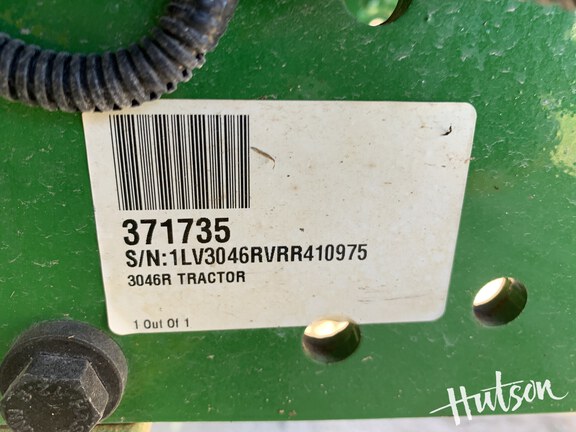 371735
S/N:1LV3046RVRR410975
3046R TRACTOR
1 Out Of 1
Hutson